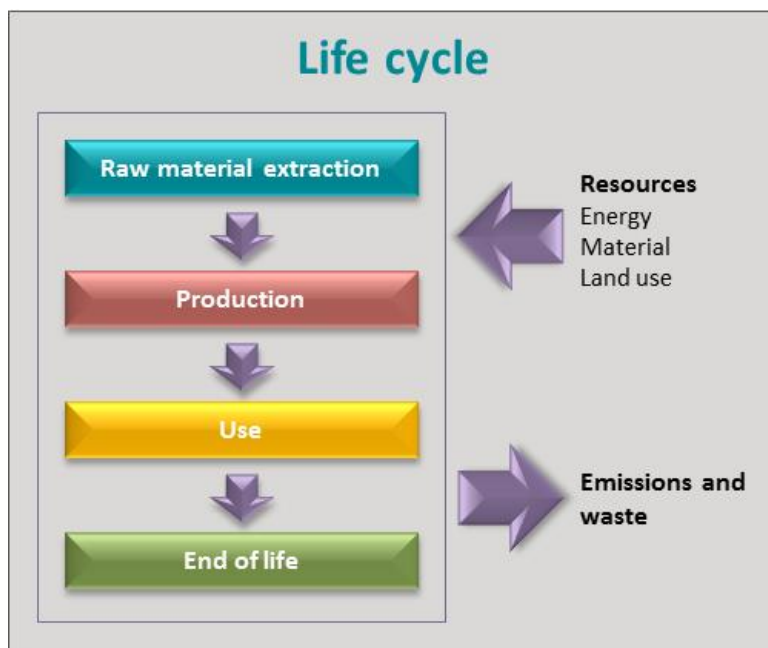 Life cycle
Raw material extraction
Production
Use
End of life
Resources
Energy
Material
Land use
Emissions and
waste